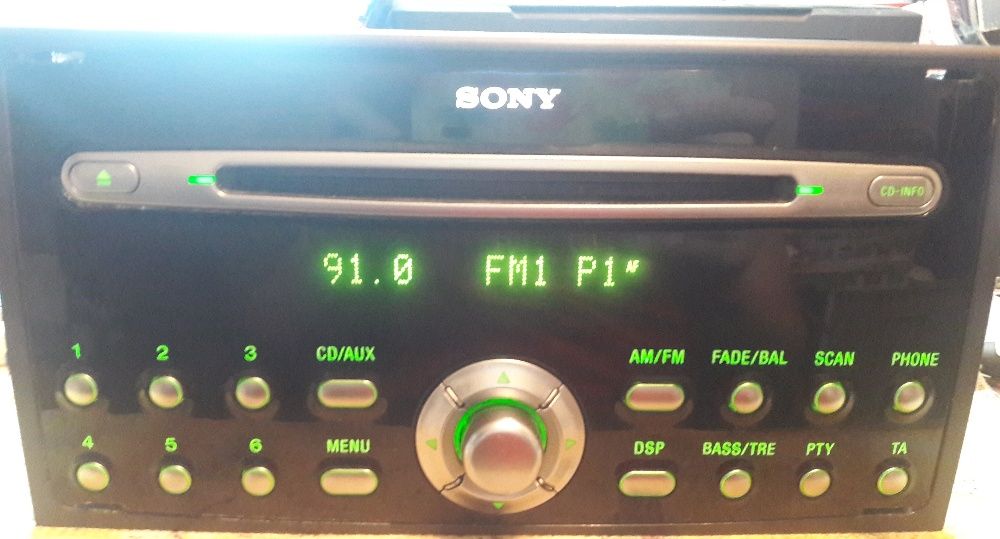 SONY
CD-INFO
91.0 FM1 P1 AF
1 2 3 CD/AUX AM/FM FADE/BAL SCAN PHONE
4 5 6 MENU DSP BASS/TRE PTY TA